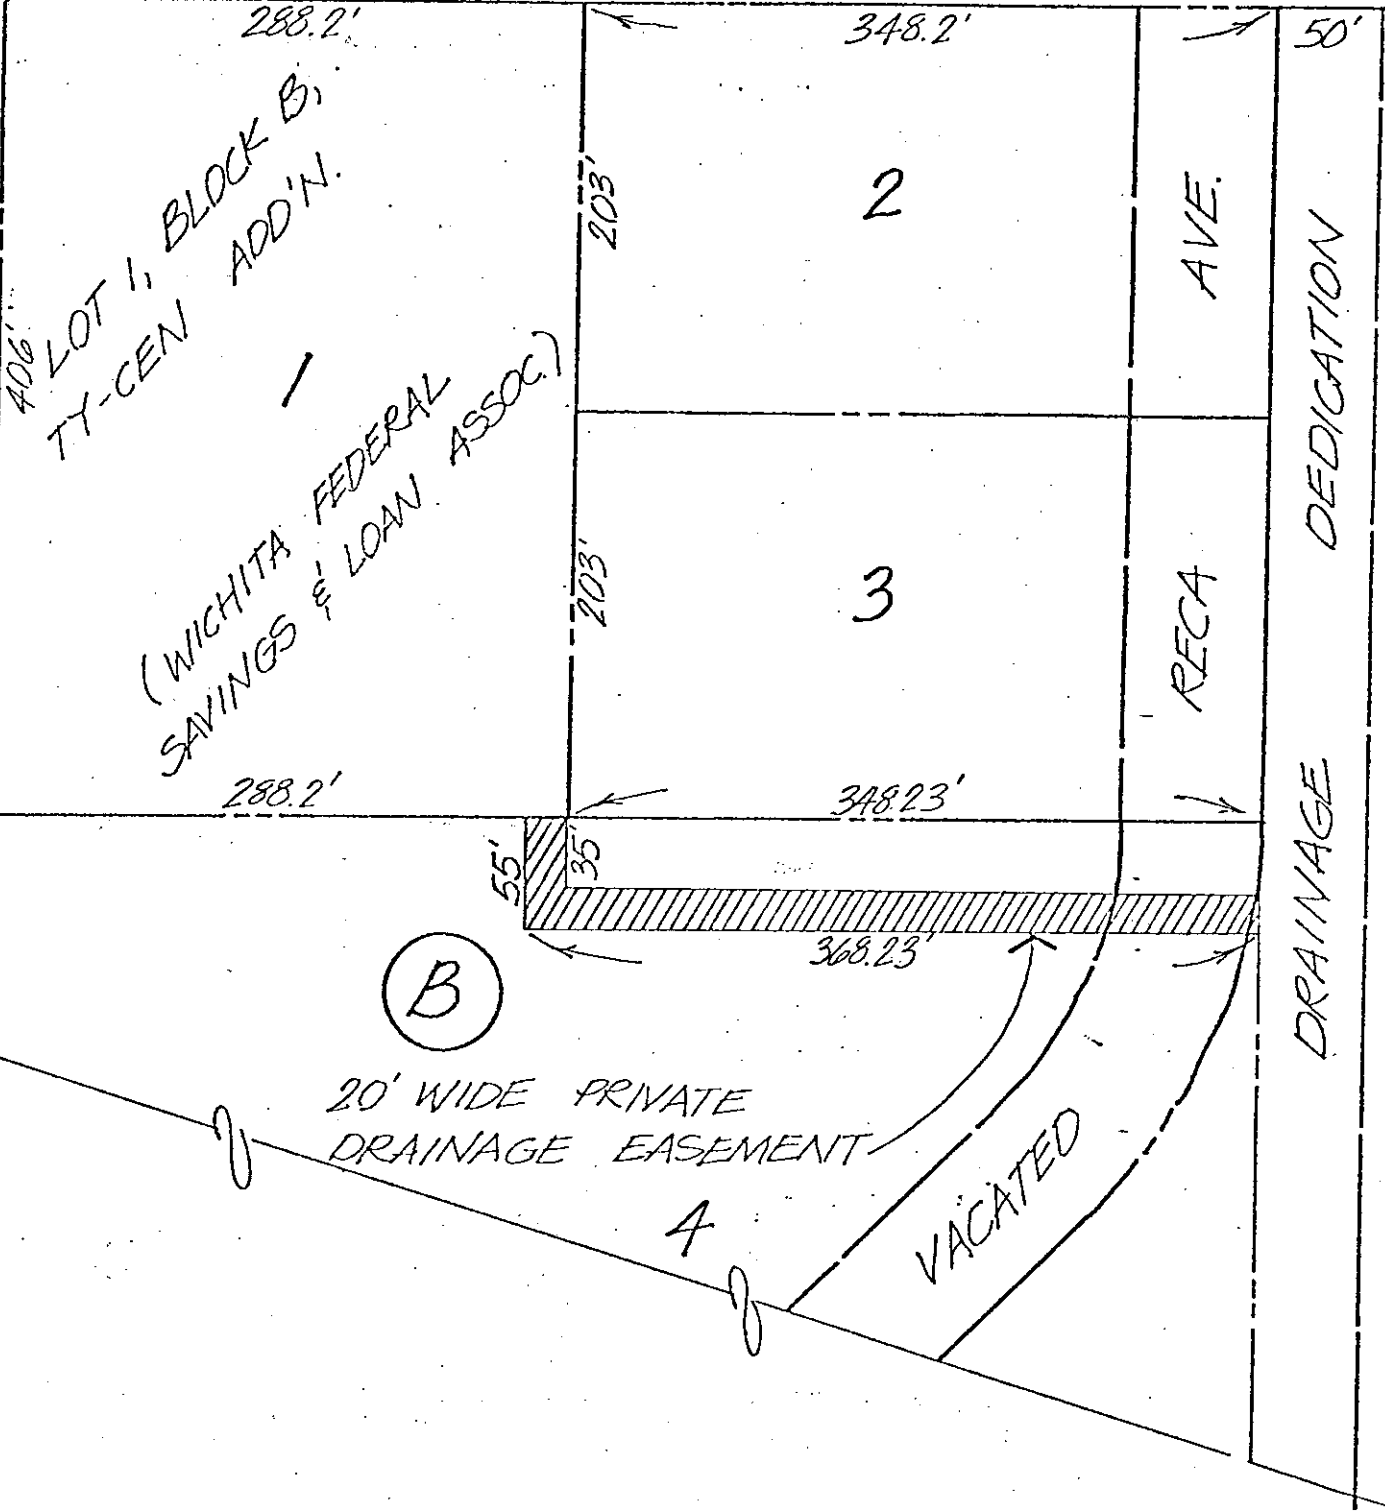 288.2'
348.2'
50'
LOT 1, BLOCK B,
TY-CEN ADD'N.
406'
1
(WICHITA FEDERAL
SAVINGS & LOAN ASSOC.)
203'
2
203'
3
RECA AVE.
DRAINAGE DEDICATION
288.2'
348.23'
55'
35'
368.23'
B
20' WIDE PRIVATE
DRAINAGE EASEMENT
4
VACATED